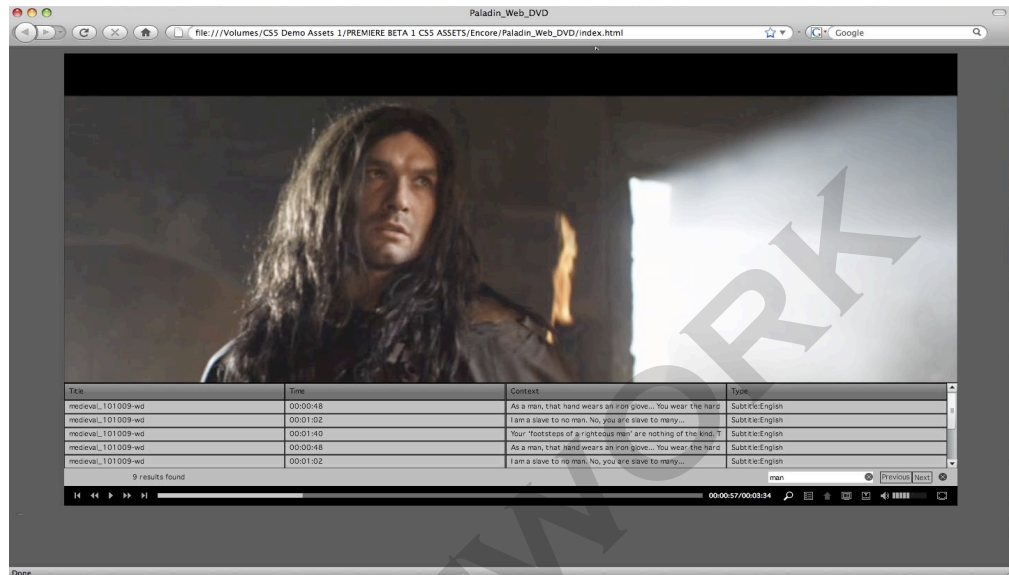 Paladin_Web_DVD
file:///Volumes/CS5 Demo Assets 1/PREMIERE BETA 1 CS5 ASSETS/Encore/Paladin_Web_DVD/index.html
Google
Title Time Context Type
medieval_101009-wd 00:00:48 As a man, that hand wears an iron glove... You wear the hard Subtitle:English
medieval_101009-wd 00:01:02 I am a slave to no man. No, you are slave to many... Subtitle:English
medieval_101009-wd 00:01:40 Your 'footsteps of a righteous man' are nothing of the kind. T Subtitle:English
medieval_101009-wd 00:00:48 As a man, that hand wears an iron glove... You wear the hard Subtitle:English
medieval_101009-wd 00:01:02 I am a slave to no man. No, you are slave to many... Subtitle:English
9 results found man Previous Next
00:00:57/00:03:34
Done
TWORK